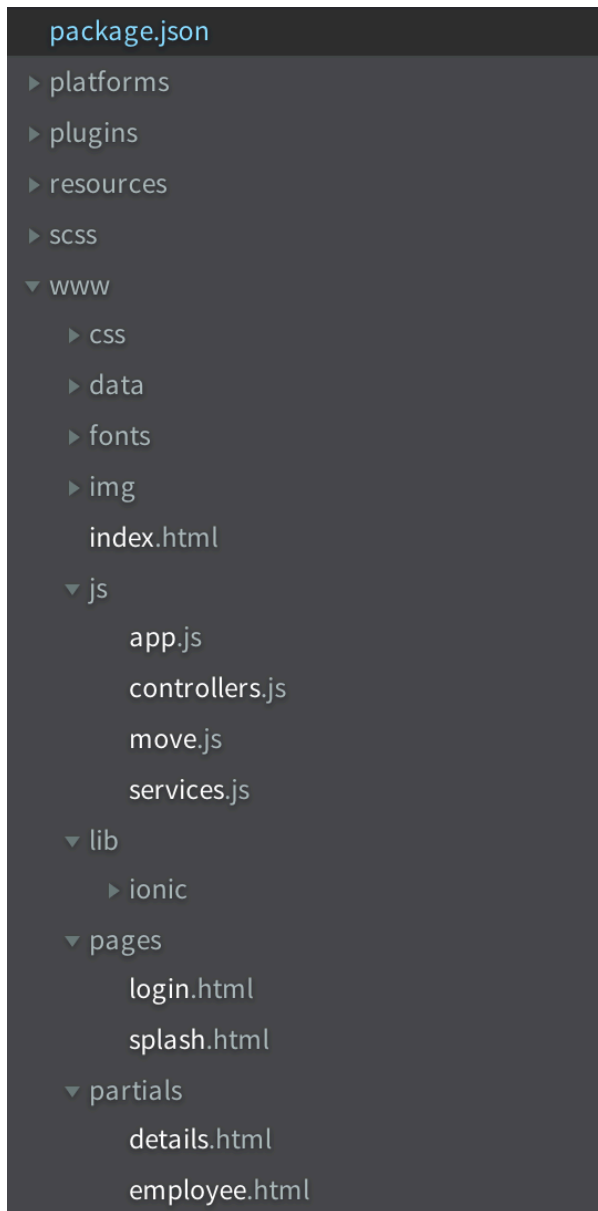 package.json
platforms
plugins
resources
scss
www
css
data
fonts
img
index.html
js
app.js
controllers.js
move.js
services.js
lib
ionic
pages
login.html
splash.html
partials
details.html
employee.html